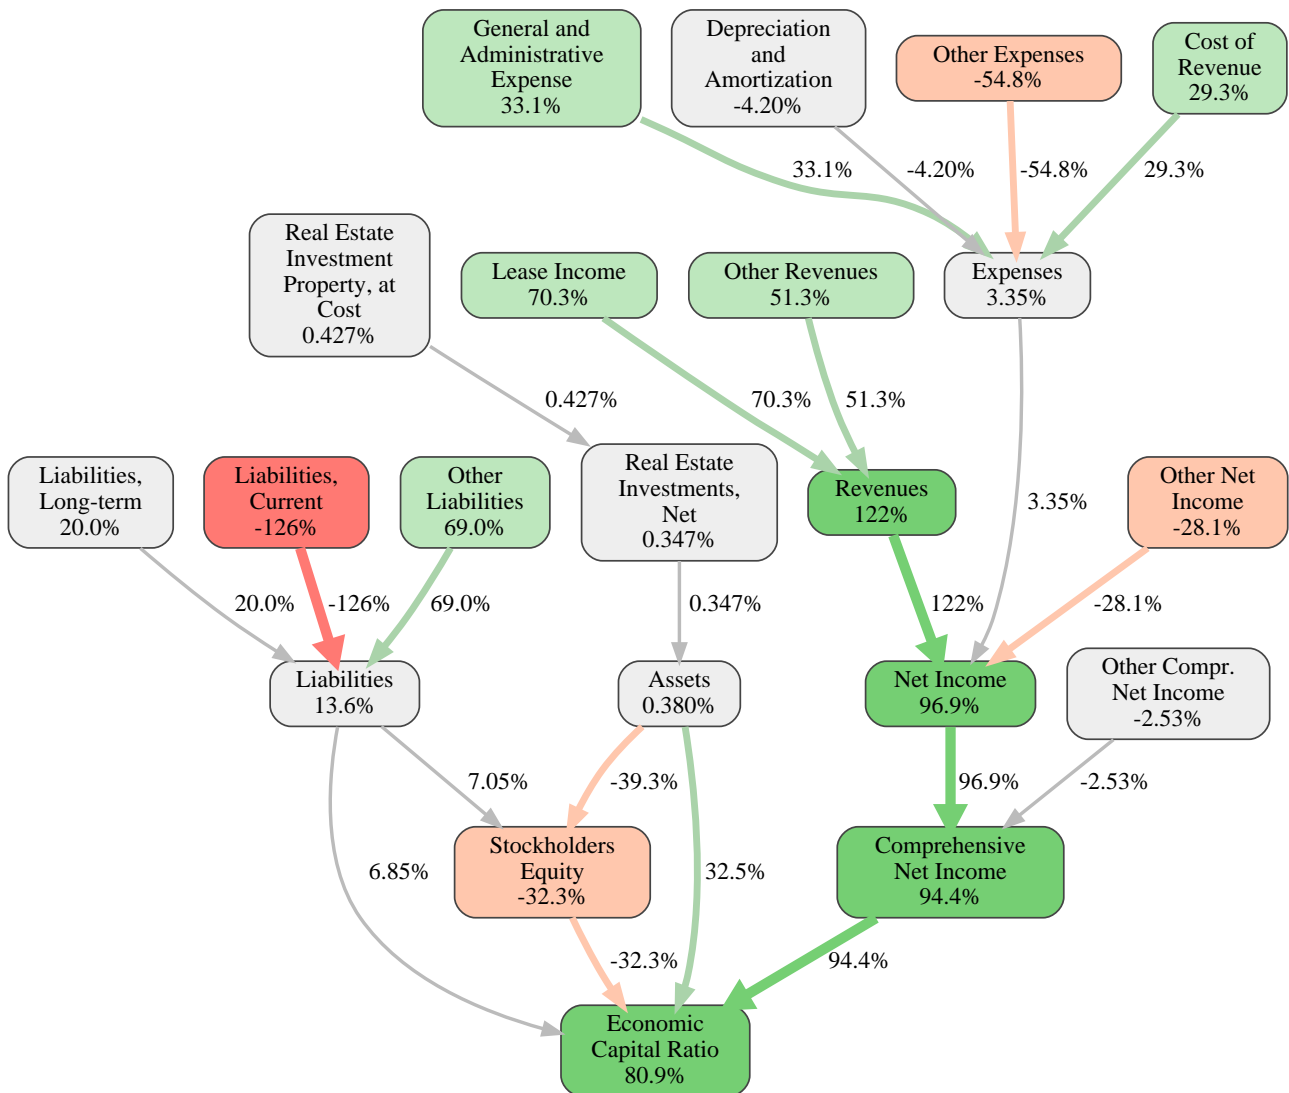 General and
Administrative
Expense
33.1%
Depreciation
and
Amortization
-4.20%
Other Expenses
-54.8%
Cost of
Revenue
29.3%
33.1%
-4.20%
-54.8%
29.3%
Real Estate
Investment
Property, at
Cost
0.427%
Lease Income
70.3%
Other Revenues
51.3%
Expenses
3.35%
0.427%
70.3%
51.3%
3.35%
Liabilities,
Long-term
20.0%
Liabilities,
Current
-126%
Other
Liabilities
69.0%
Real Estate
Investments,
Net
0.347%
Revenues
122%
Other Net
Income
-28.1%
20.0%
-126%
69.0%
0.347%
122%
-28.1%
Liabilities
13.6%
Assets
0.380%
Net Income
96.9%
Other Compr.
Net Income
-2.53%
7.05%
-39.3%
96.9%
-2.53%
6.85%
Stockholders
Equity
-32.3%
32.5%
Comprehensive
Net Income
94.4%
-32.3%
94.4%
Economic
Capital Ratio
80.9%